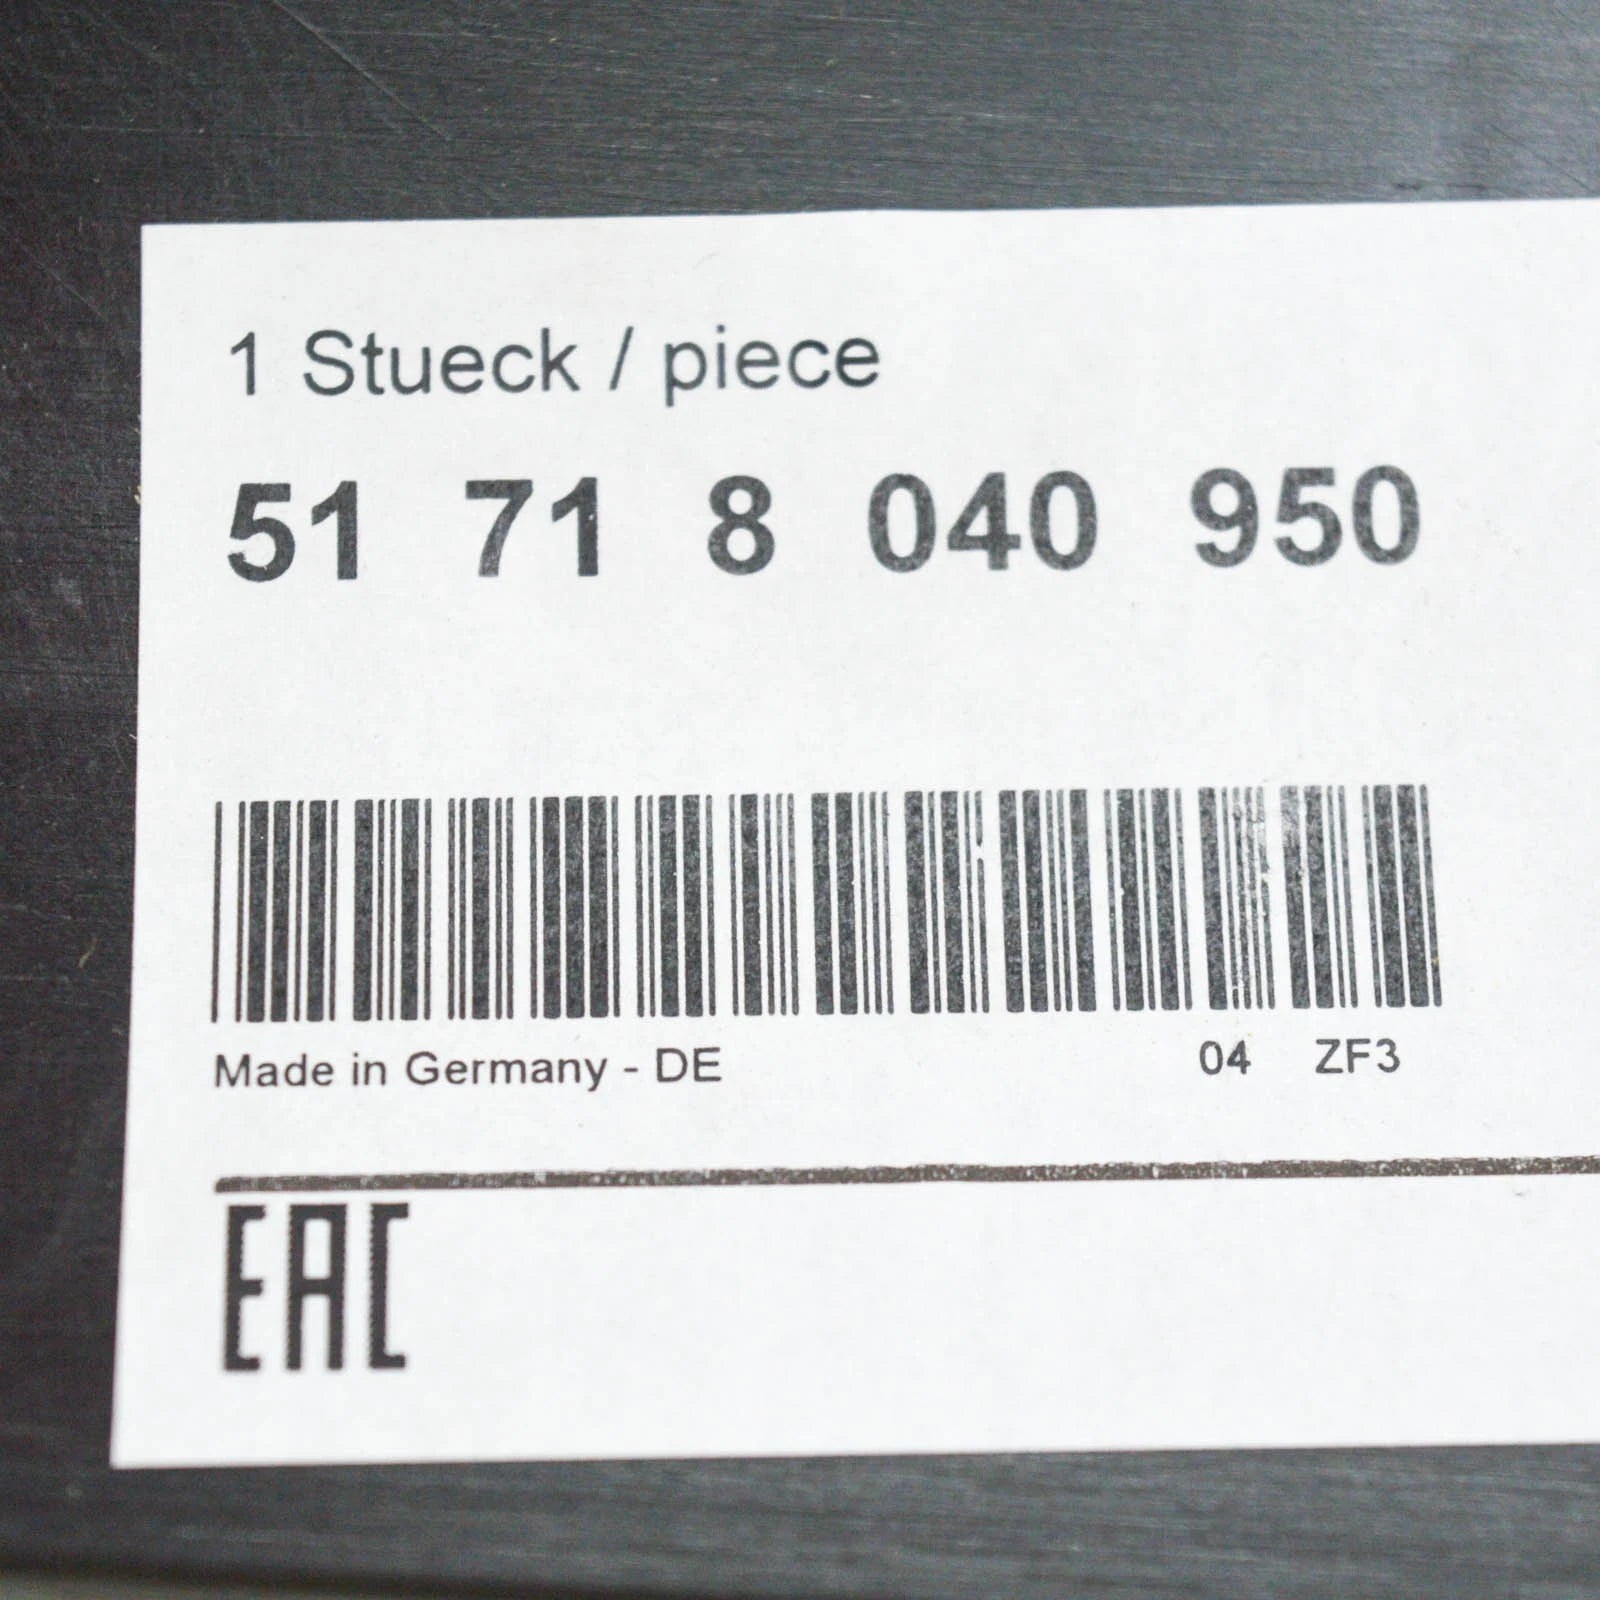 1 Stueck / piece
51 71 8 040 950
Made in Germany - DE 04 ZF3
EAC